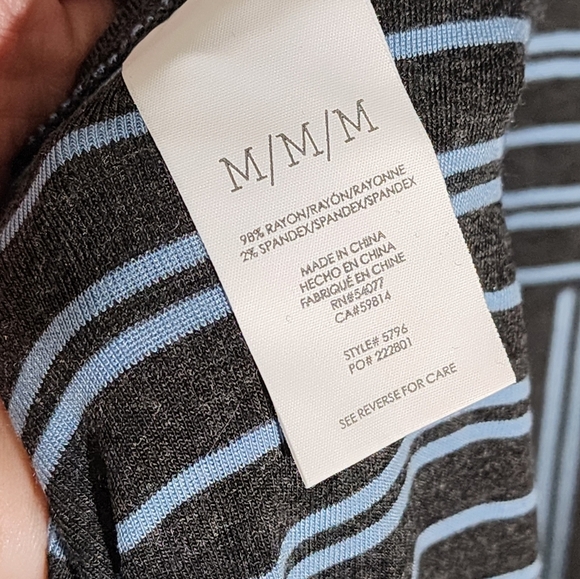 M/M/M
98% RAYON/RAYÓN/RAYONNE
2% SPANDEX/SPANDEX/SPANDEX
MADE IN CHINA
HECHO EN CHINA
FABRIQUÉ EN CHINE
RN#54077
CA#59814
STYLE# 5796
PO# 222801
SEE REVERSE FOR CARE